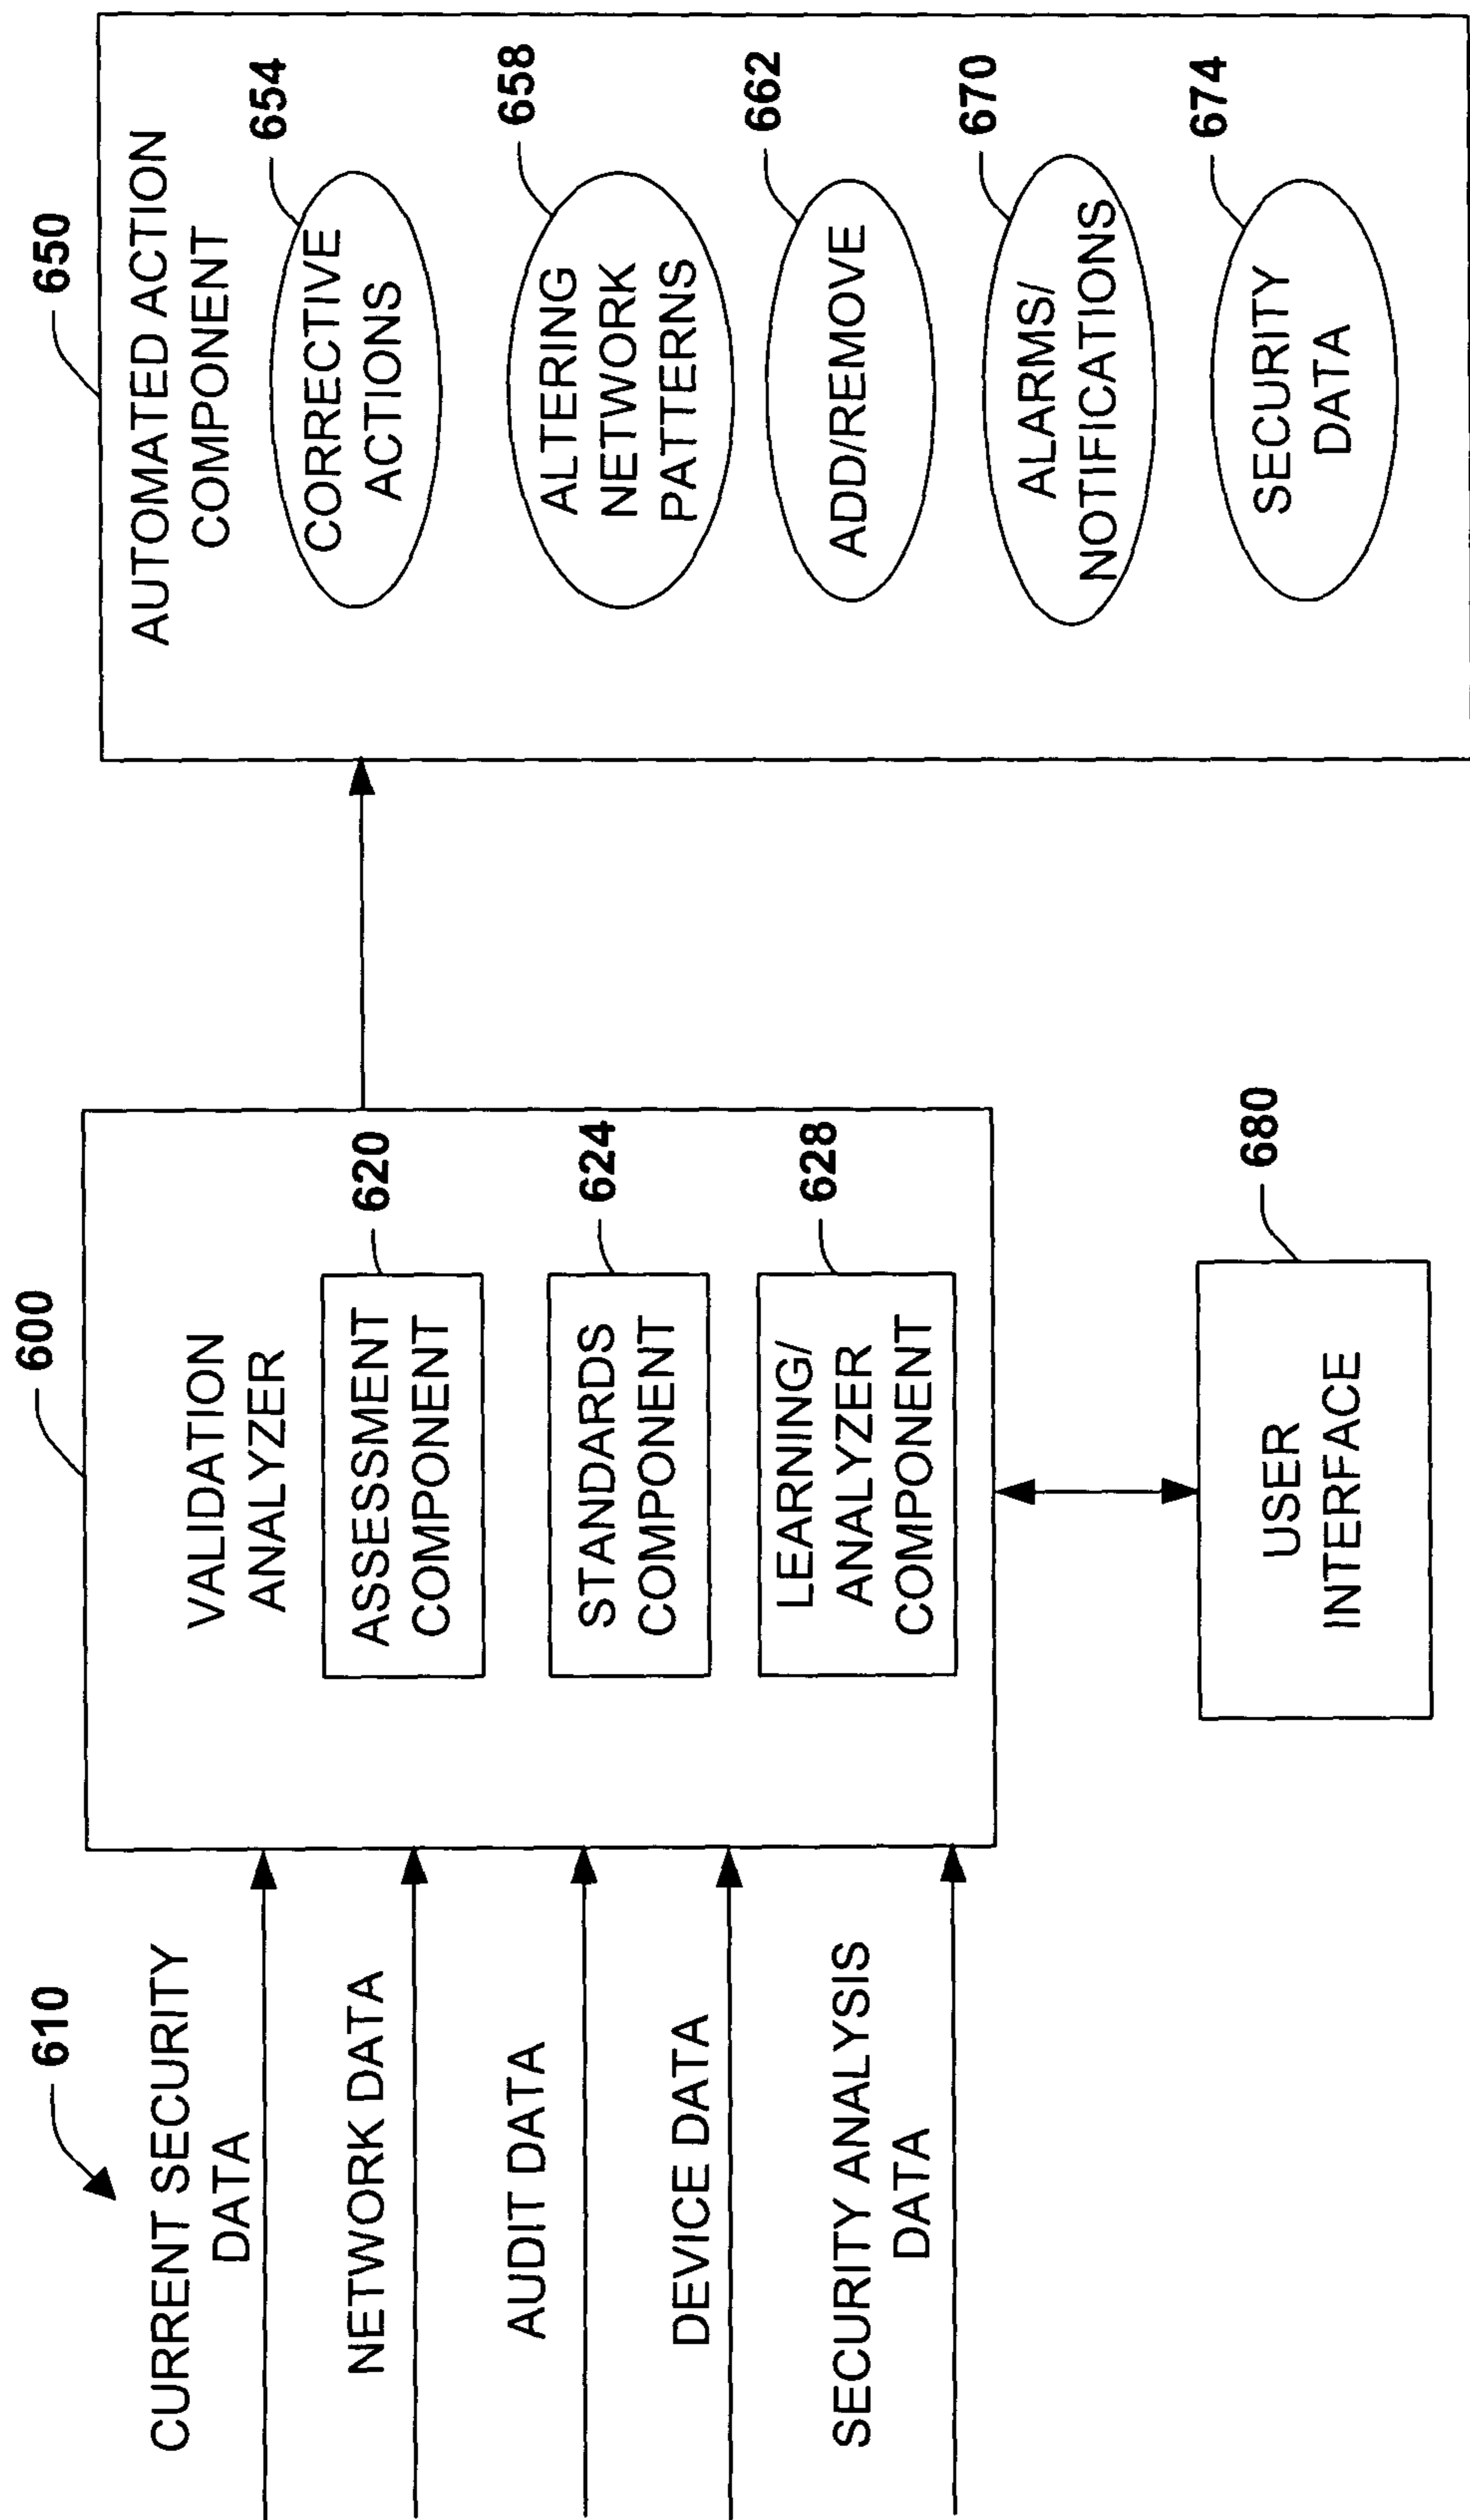 610
CURRENT SECURITY
DATA
NETWORK DATA
AUDIT DATA
DEVICE DATA
SECURITY ANALYSIS
DATA
600
VALIDATION
ANALYZER
620
ASSESSMENT
COMPONENT
624
STANDARDS
COMPONENT
628
LEARNING/
ANALYZER
COMPONENT
680
USER
INTERFACE
650
AUTOMATED ACTION
COMPONENT
654
CORRECTIVE
ACTIONS
658
ALTERING
NETWORK
PATTERNS
662
ADD/REMOVE
670
ALARMS/
NOTIFICATIONS
674
SECURITY
DATA